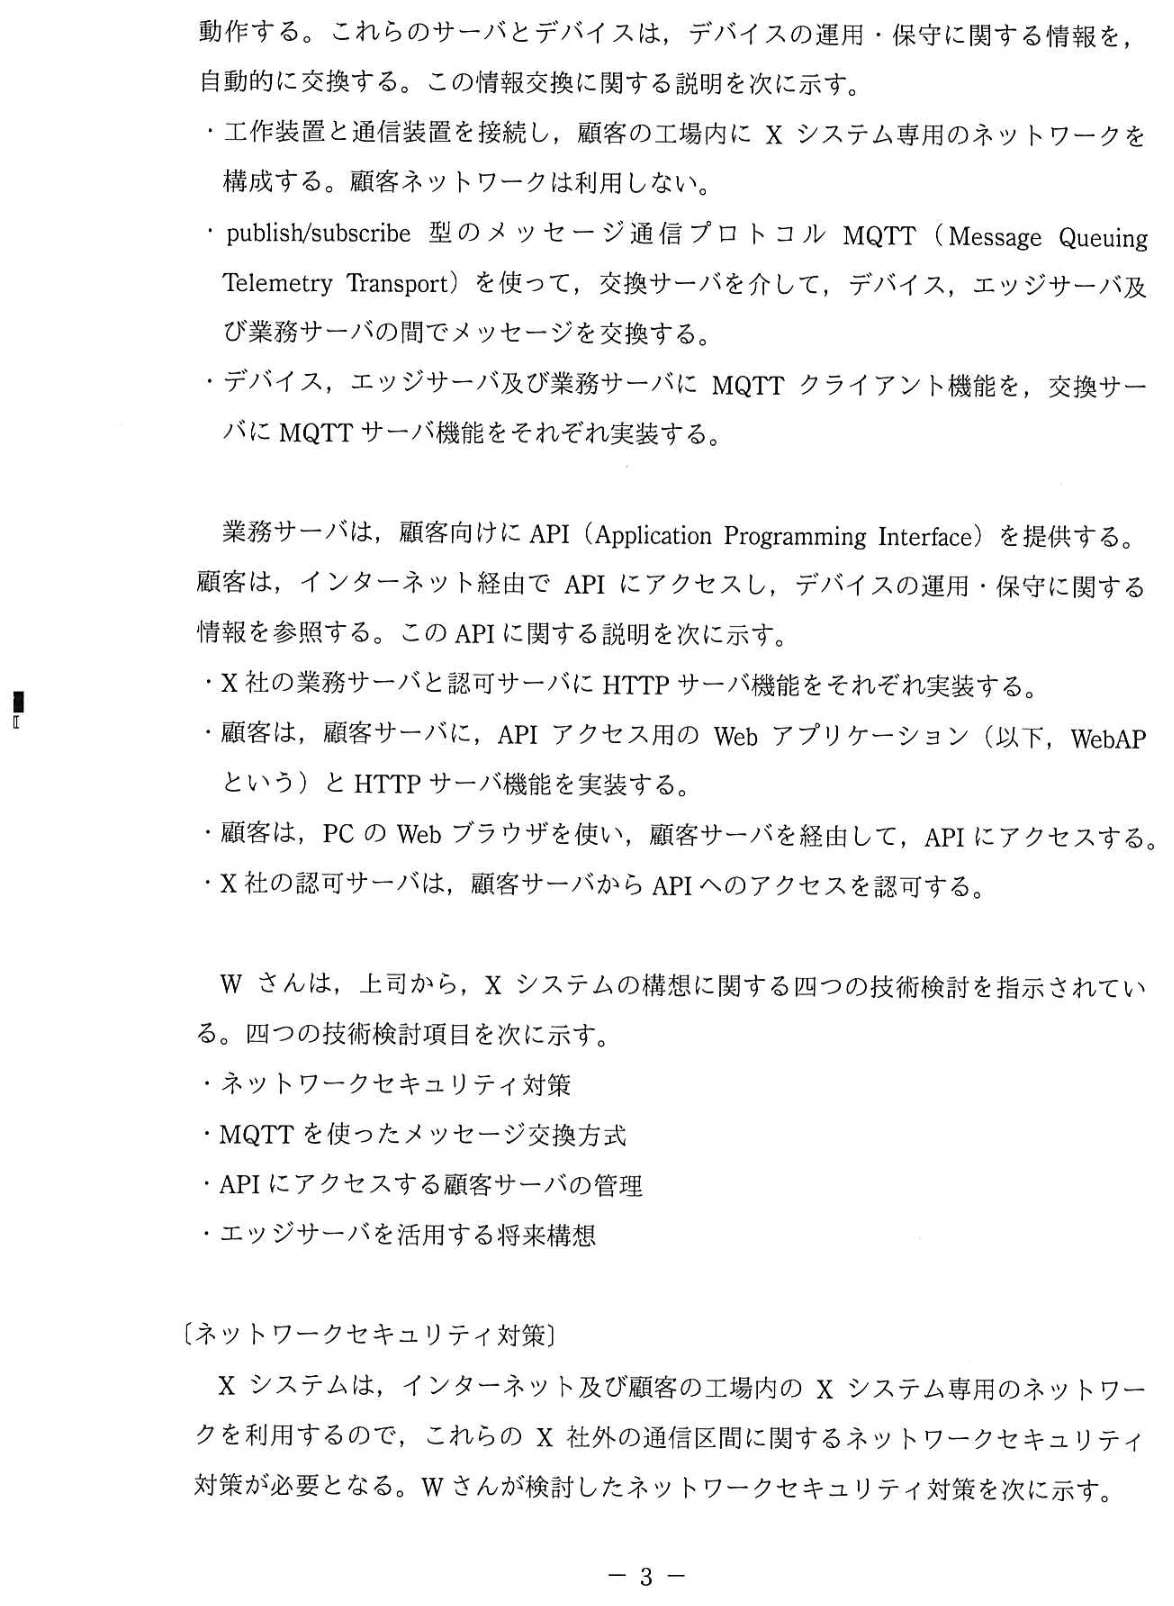 動作する。これらのサーバとデバイスは，デバイスの運用・保守に関する情報を，
自動的に交換する。この情報交換に関する説明を次に示す。
・工作装置と通信装置を接続し，顧客の工場内に X システム専用のネットワークを
構成する。顧客ネットワークは利用しない。
・publish/subscribe 型のメッセージ通信プロトコル MQTT（Message Queuing
Telemetry Transport）を使って，交換サーバを介して，デバイス，エッジサーバ及
び業務サーバの間でメッセージを交換する。
・デバイス，エッジサーバ及び業務サーバに MQTT クライアント機能を，交換サー
バに MQTT サーバ機能をそれぞれ実装する。
業務サーバは，顧客向けに API（Application Programming Interface）を提供する。
顧客は，インターネット経由で API にアクセスし，デバイスの運用・保守に関する
情報を参照する。この API に関する説明を次に示す。
・X 社の業務サーバと認可サーバに HTTP サーバ機能をそれぞれ実装する。
・顧客は，顧客サーバに，API アクセス用の Web アプリケーション（以下，WebAP
という）と HTTP サーバ機能を実装する。
・顧客は，PC の Web ブラウザを使い，顧客サーバを経由して，API にアクセスする。
・X 社の認可サーバは，顧客サーバから API へのアクセスを認可する。
W さんは，上司から，X システムの構想に関する四つの技術検討を指示されてい
る。四つの技術検討項目を次に示す。
・ネットワークセキュリティ対策
・MQTT を使ったメッセージ交換方式
・API にアクセスする顧客サーバの管理
・エッジサーバを活用する将来構想
〔ネットワークセキュリティ対策〕
X システムは，インターネット及び顧客の工場内の X システム専用のネットワー
クを利用するので，これらの X 社外の通信区間に関するネットワークセキュリティ
対策が必要となる。W さんが検討したネットワークセキュリティ対策を次に示す。
－ 3 －